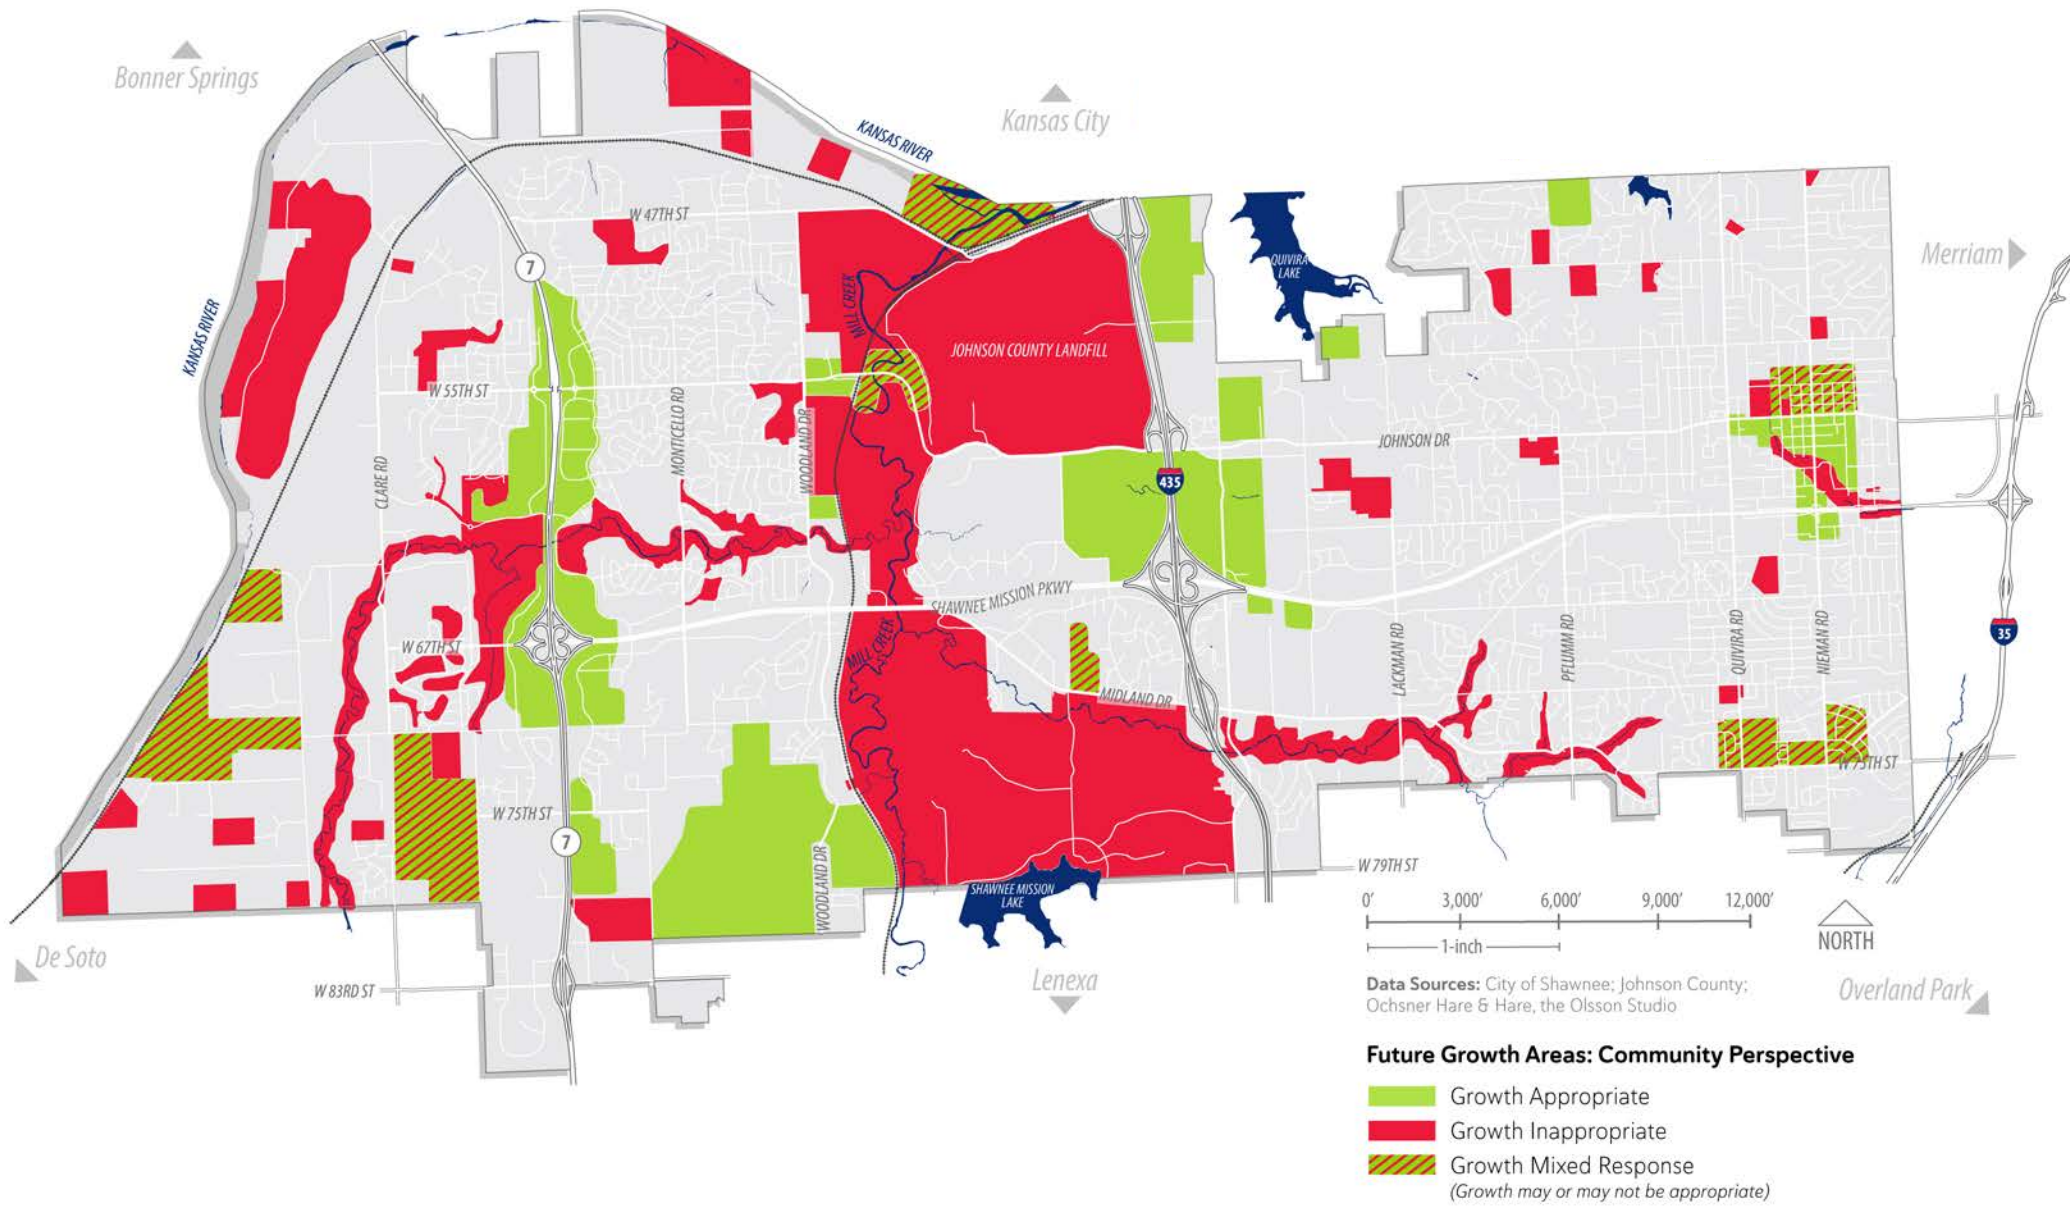 Bonner Springs
Kansas City
KANSAS RIVER
W 47TH ST
Merriam
7
QUIVIRA
LAKE
KANSAS RIVER
MILL CREEK
JOHNSON COUNTY LANDFILL
W 55TH ST
MONTICELLO RD
WOODLAND DR
JOHNSON DR
CLARE RD
435
SHAWNEE MISSION PKWY
MILL CREEK
W 67TH ST
LACKMAN RD
PFLUMM RD
QUIVIRA RD
NIEMAN RD
35
MIDLAND DR
W 75TH ST
W 75TH ST
7
WOODLAND DR
W 79TH ST
SHAWNEE MISSION
LAKE
0' 3,000' 6,000' 9,000' 12,000'
1-inch
NORTH
De Soto
W 83RD ST
Lenexa
Overland Park
Data Sources: City of Shawnee; Johnson County;
Ochsner Hare & Hare, the Olsson Studio
Future Growth Areas: Community Perspective
Growth Appropriate
Growth Inappropriate
Growth Mixed Response
(Growth may or may not be appropriate)